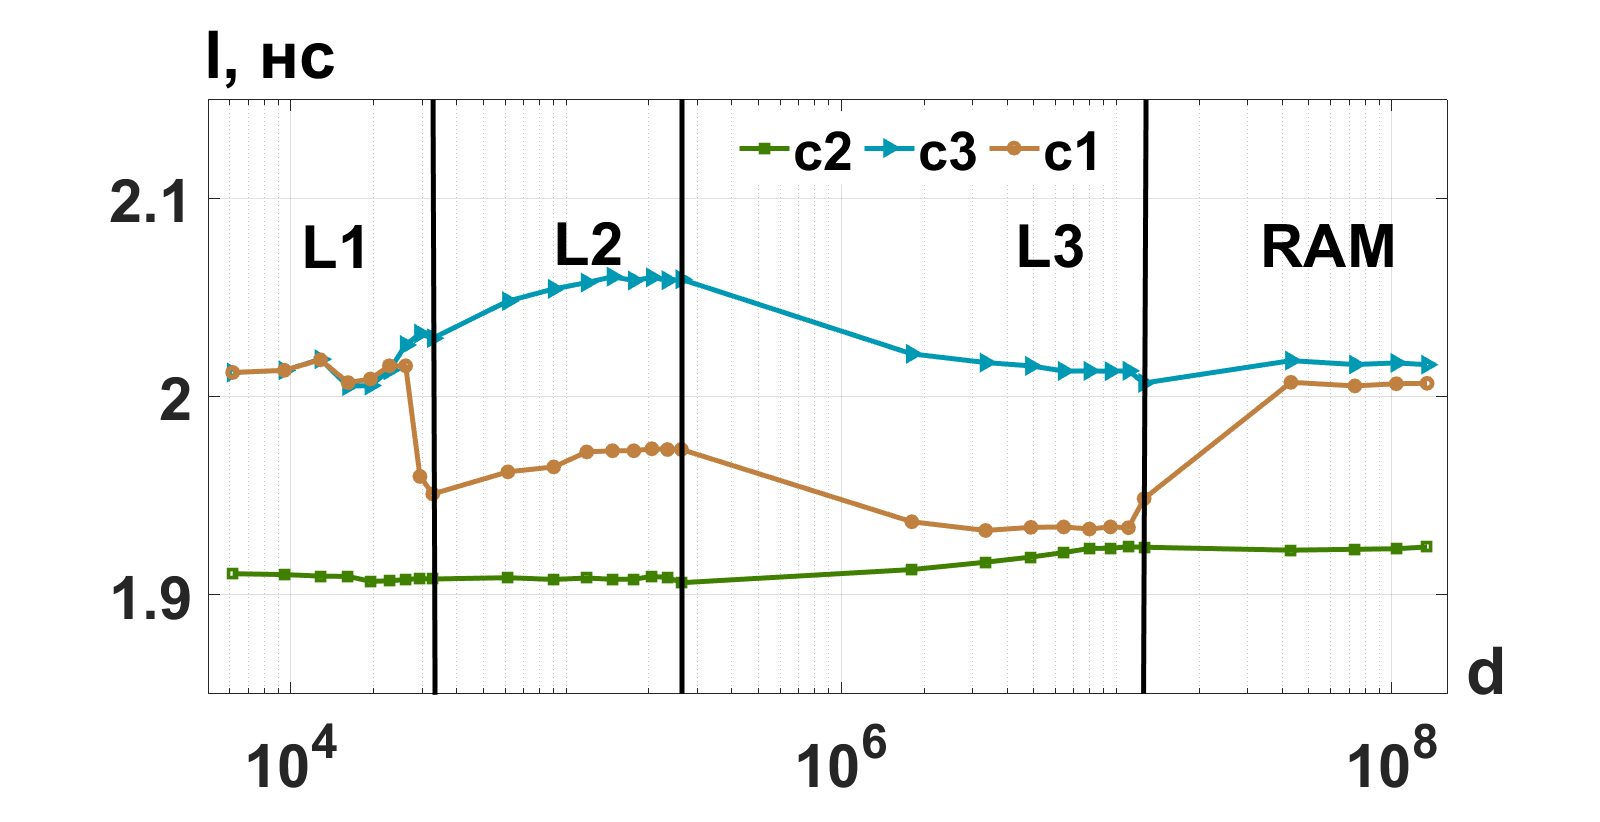 l, нс
c2 c3 c1
2.1
L1 L2 L3 RAM
2
1.9
d
10^4 10^6 10^8